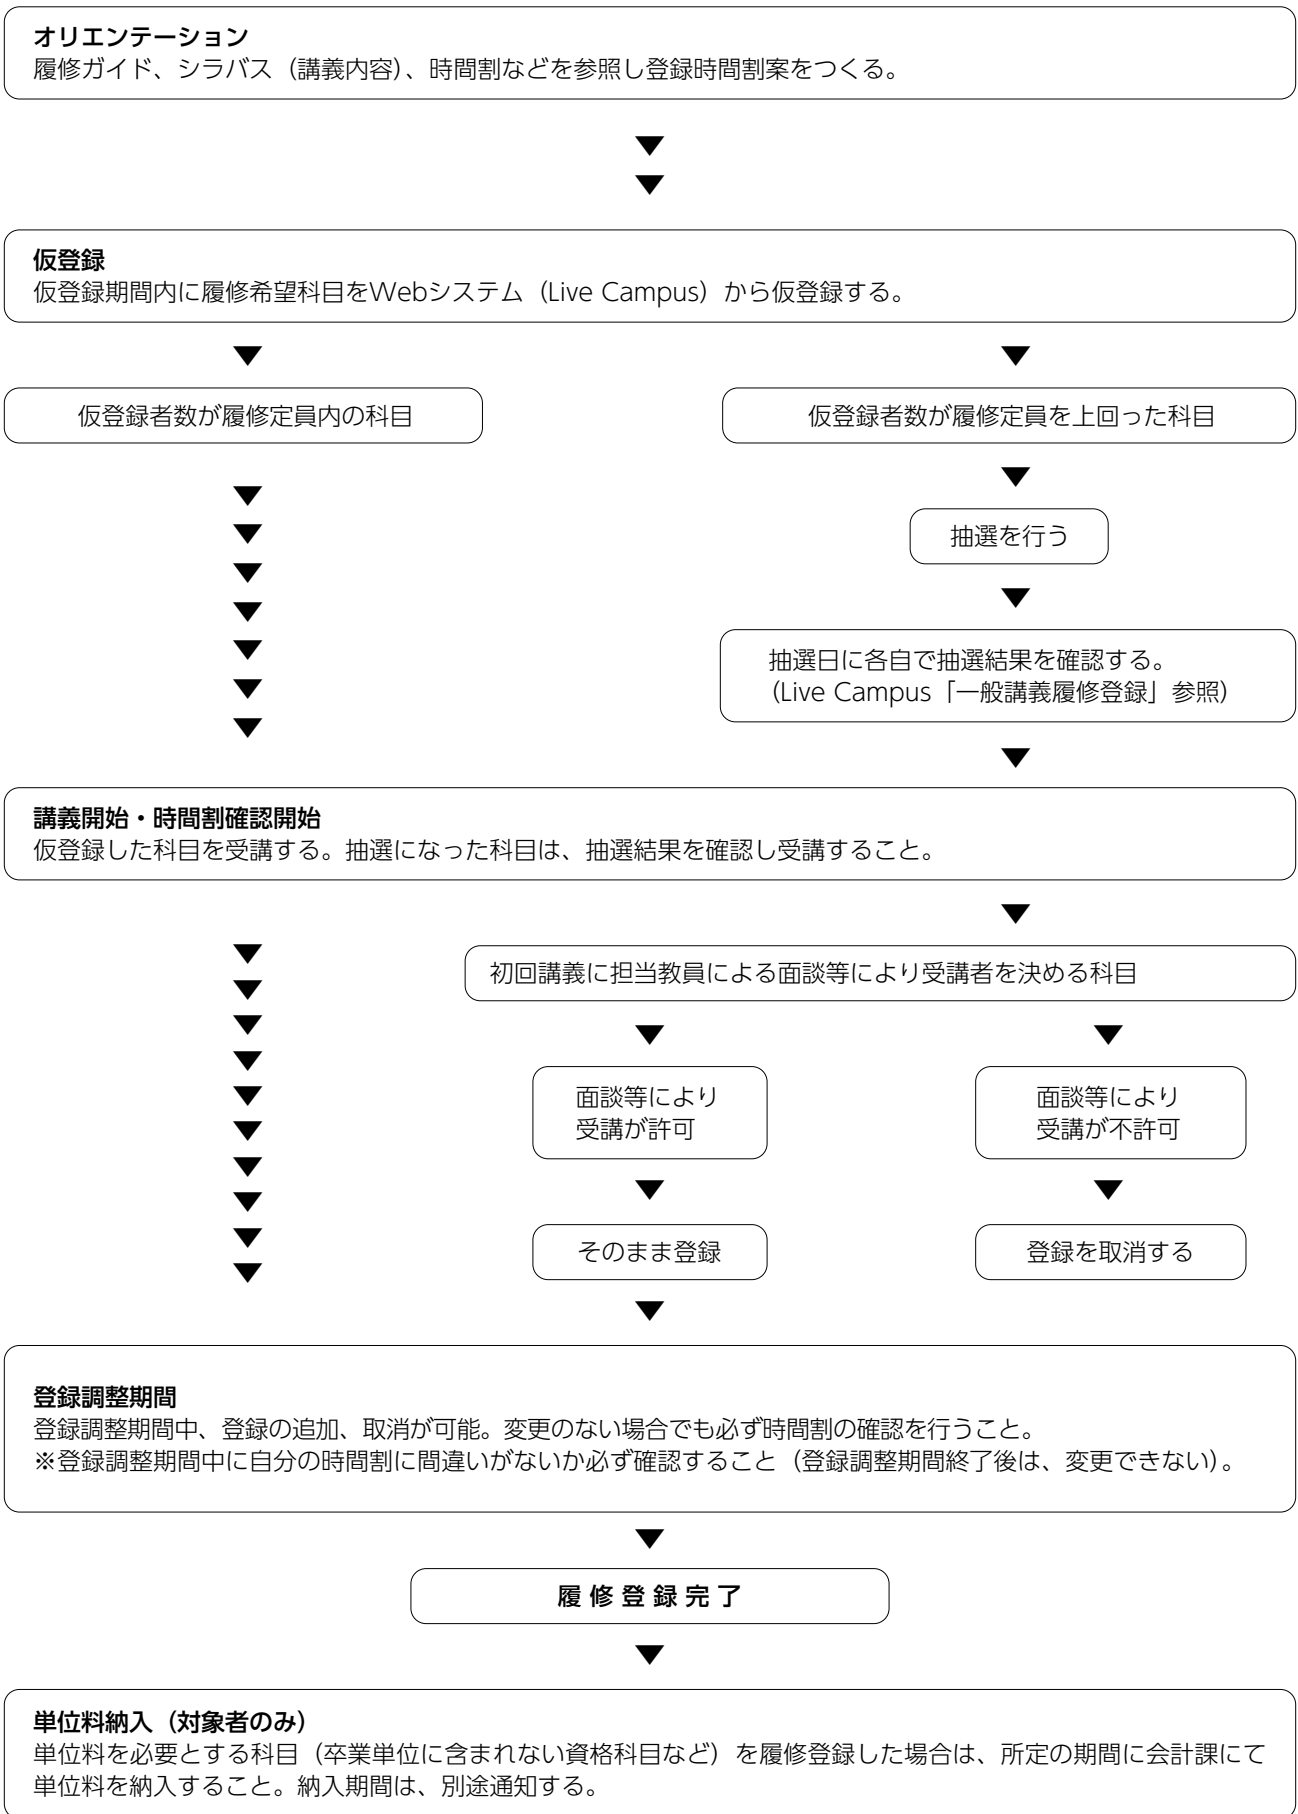 オリエンテーション
履修ガイド、シラバス（講義内容）、時間割などを参照し登録時間割案をつくる。
仮登録
仮登録期間内に履修希望科目をWebシステム（Live Campus）から仮登録する。
仮登録者数が履修定員内の科目
仮登録者数が履修定員を上回った科目
抽選を行う
抽選日に各自で抽選結果を確認する。
（Live Campus「一般講義履修登録」参照）
講義開始・時間割確認開始
仮登録した科目を受講する。抽選になった科目は、抽選結果を確認し受講すること。
初回講義に担当教員による面談等により受講者を決める科目
面談等により
受講が許可
面談等により
受講が不許可
そのまま登録
登録を取消する
登録調整期間
登録調整期間中、登録の追加、取消が可能。変更のない場合でも必ず時間割の確認を行うこと。
※登録調整期間中に自分の時間割に間違いがないか必ず確認すること（登録調整期間終了後は、変更できない）。
履修登録完了
単位料納入（対象者のみ）
単位料を必要とする科目（卒業単位に含まれない資格科目など）を履修登録した場合は、所定の期間に会計課にて
単位料を納入すること。納入期間は、別途通知する。